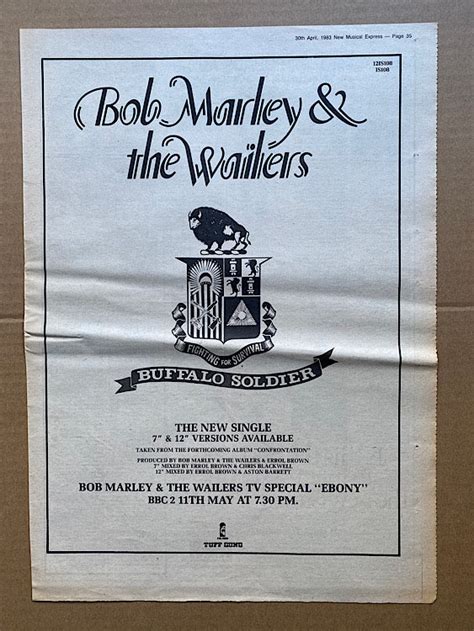 30th April, 1983 New Musical Express — Page 35
12IS108
IS108
Bob Marley &
the Wailers
FIGHTING FOR SURVIVAL
BUFFALO SOLDIER
THE NEW SINGLE
7" & 12" VERSIONS AVAILABLE
TAKEN FROM THE FORTHCOMING ALBUM "CONFRONTATION"
PRODUCED BY BOB MARLEY & THE WAILERS & ERROL BROWN
7" MIXED BY ERROL BROWN & CHRIS BLACKWELL
12" MIXED BY ERROL BROWN & ASTON BARRETT
BOB MARLEY & THE WAILERS TV SPECIAL "EBONY"
BBC 2 11TH MAY AT 7.30 PM.
TUFF GONG